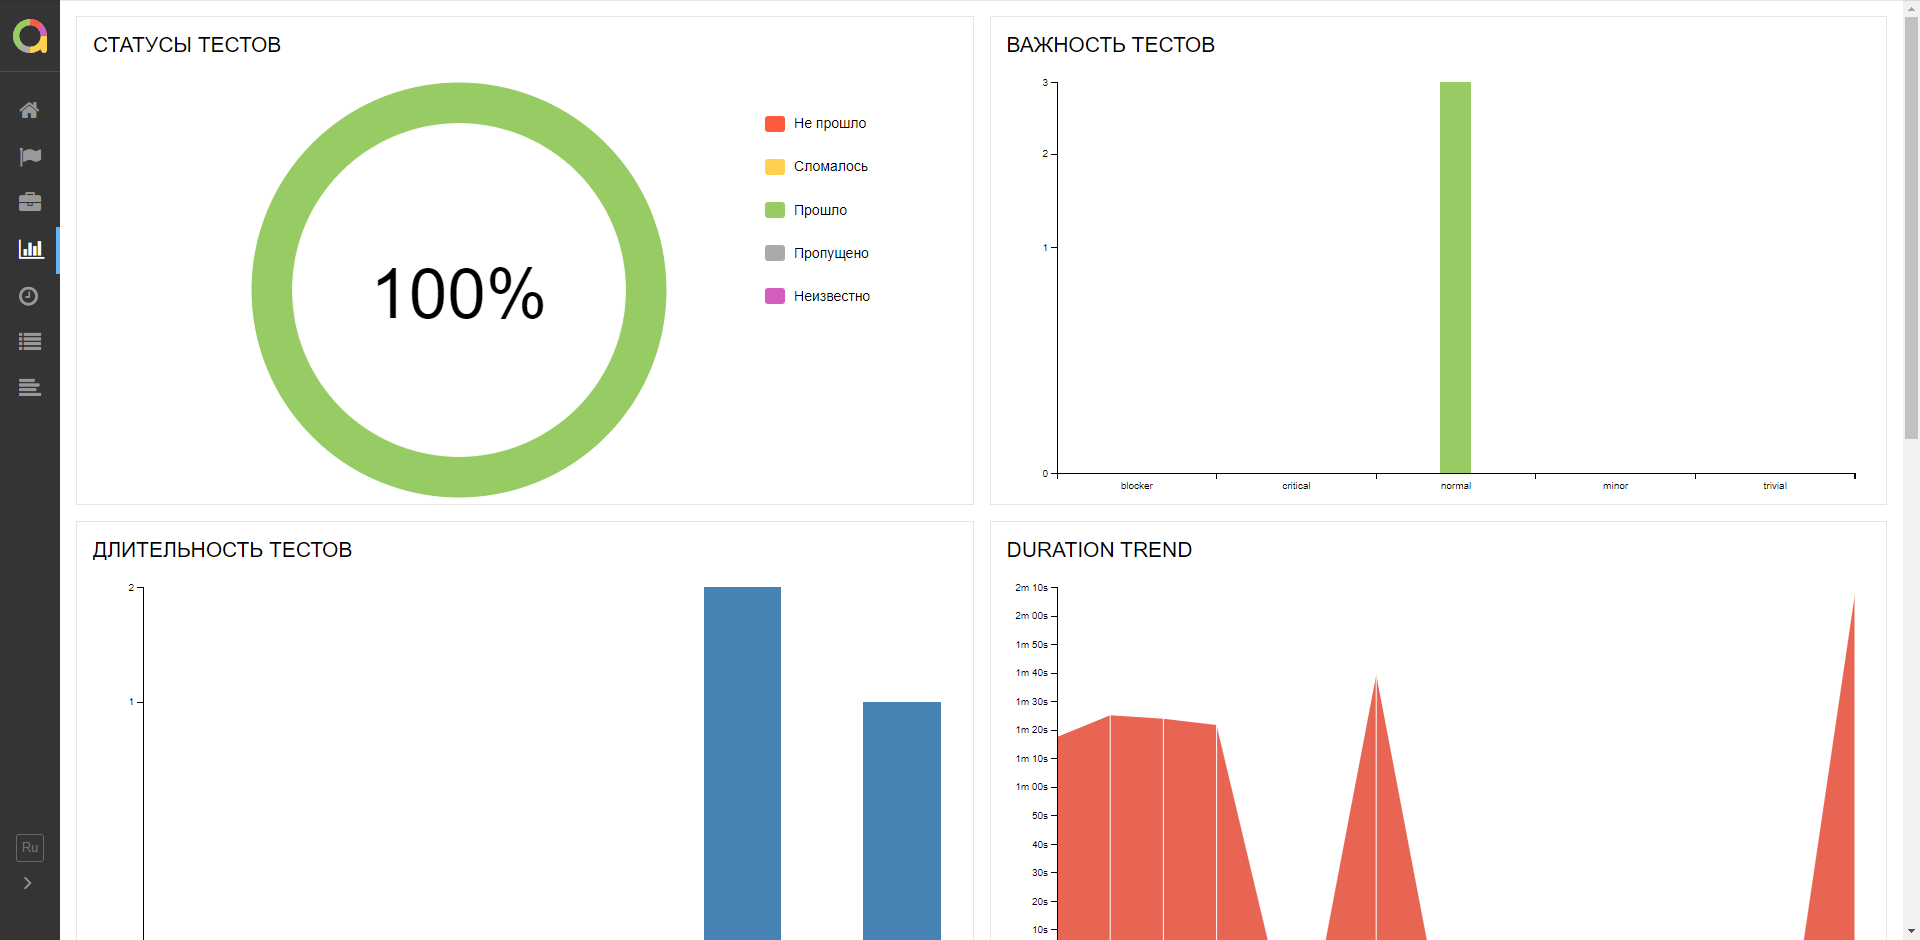 СТАТУСЫ ТЕСТОВ
100%
Не прошло
Сломалось
Прошло
Пропущено
Неизвестно
ВАЖНОСТЬ ТЕСТОВ
3
2
1
0
blocker critical normal minor trivial
ДЛИТЕЛЬНОСТЬ ТЕСТОВ
2
1
DURATION TREND
2m 10s
2m 00s
1m 50s
1m 40s
1m 30s
1m 20s
1m 10s
1m 00s
50s
40s
30s
20s
10s
Ru